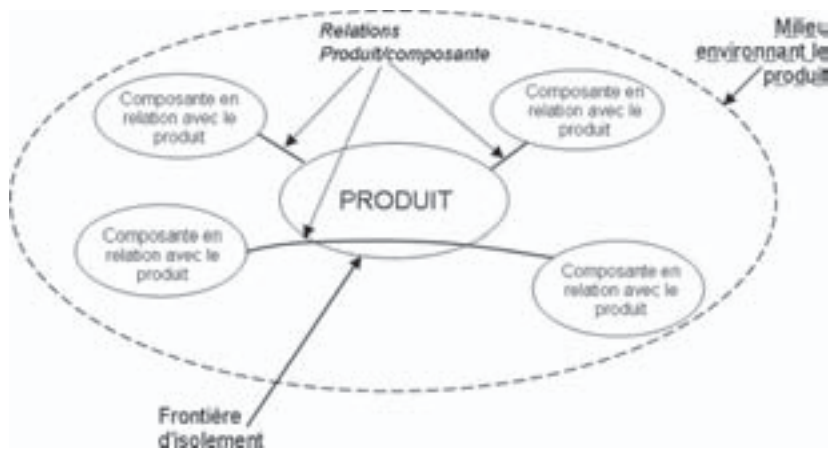 Relations
Produit/composante
Milieu
environnant le
produit
Composante en
relation avec le
produit
Composante en
relation avec le
produit
PRODUIT
Composante en
relation avec le
produit
Composante en
relation avec le
produit
Frontière
d'isolement